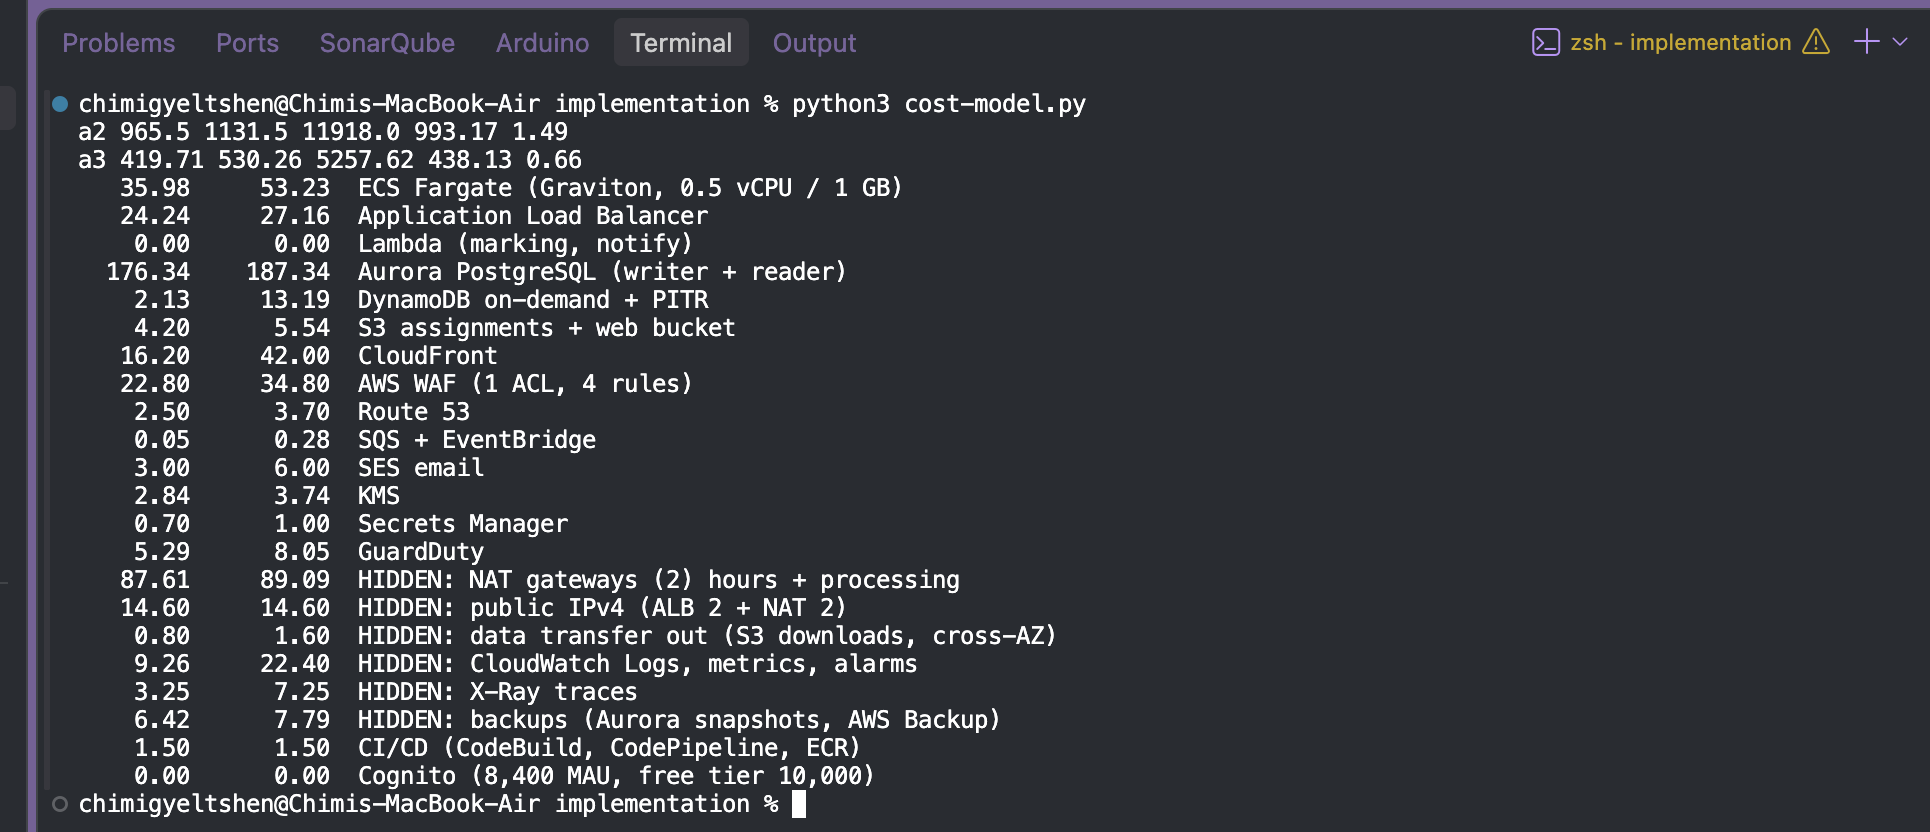 Problems Ports SonarQube Arduino Terminal Output zsh - implementation
chimigyeltshen@Chimis-MacBook-Air implementation % python3 cost-model.py
a2 965.5 1131.5 11918.0 993.17 1.49
a3 419.71 530.26 5257.62 438.13 0.66
35.98 53.23 ECS Fargate (Graviton, 0.5 vCPU / 1 GB)
24.24 27.16 Application Load Balancer
0.00 0.00 Lambda (marking, notify)
176.34 187.34 Aurora PostgreSQL (writer + reader)
2.13 13.19 DynamoDB on-demand + PITR
4.20 5.54 S3 assignments + web bucket
16.20 42.00 CloudFront
22.80 34.80 AWS WAF (1 ACL, 4 rules)
2.50 3.70 Route 53
0.05 0.28 SQS + EventBridge
3.00 6.00 SES email
2.84 3.74 KMS
0.70 1.00 Secrets Manager
5.29 8.05 GuardDuty
87.61 89.09 HIDDEN: NAT gateways (2) hours + processing
14.60 14.60 HIDDEN: public IPv4 (ALB 2 + NAT 2)
0.80 1.60 HIDDEN: data transfer out (S3 downloads, cross-AZ)
9.26 22.40 HIDDEN: CloudWatch Logs, metrics, alarms
3.25 7.25 HIDDEN: X-Ray traces
6.42 7.79 HIDDEN: backups (Aurora snapshots, AWS Backup)
1.50 1.50 CI/CD (CodeBuild, CodePipeline, ECR)
0.00 0.00 Cognito (8,400 MAU, free tier 10,000)
chimigyeltshen@Chimis-MacBook-Air implementation %